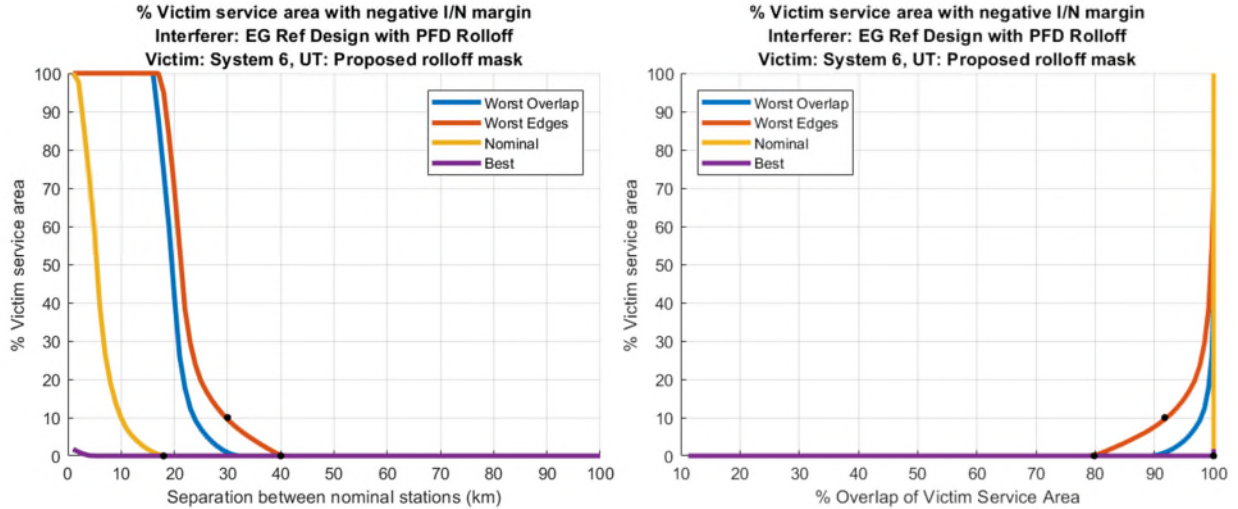 % Victim service area with negative I/N margin
Interferer: EG Ref Design with PFD Rolloff
Victim: System 6, UT: Proposed rolloff mask
100
90
80
70
60
50
40
30
20
10
0
% Victim service area
Worst Overlap
Worst Edges
Nominal
Best
0 10 20 30 40 50 60 70 80 90 100
Separation between nominal stations (km)
% Victim service area with negative I/N margin
Interferer: EG Ref Design with PFD Rolloff
Victim: System 6, UT: Proposed rolloff mask
100
90
80
70
60
50
40
30
20
10
0
% Victim service area
Worst Overlap
Worst Edges
Nominal
Best
10 20 30 40 50 60 70 80 90 100
% Overlap of Victim Service Area